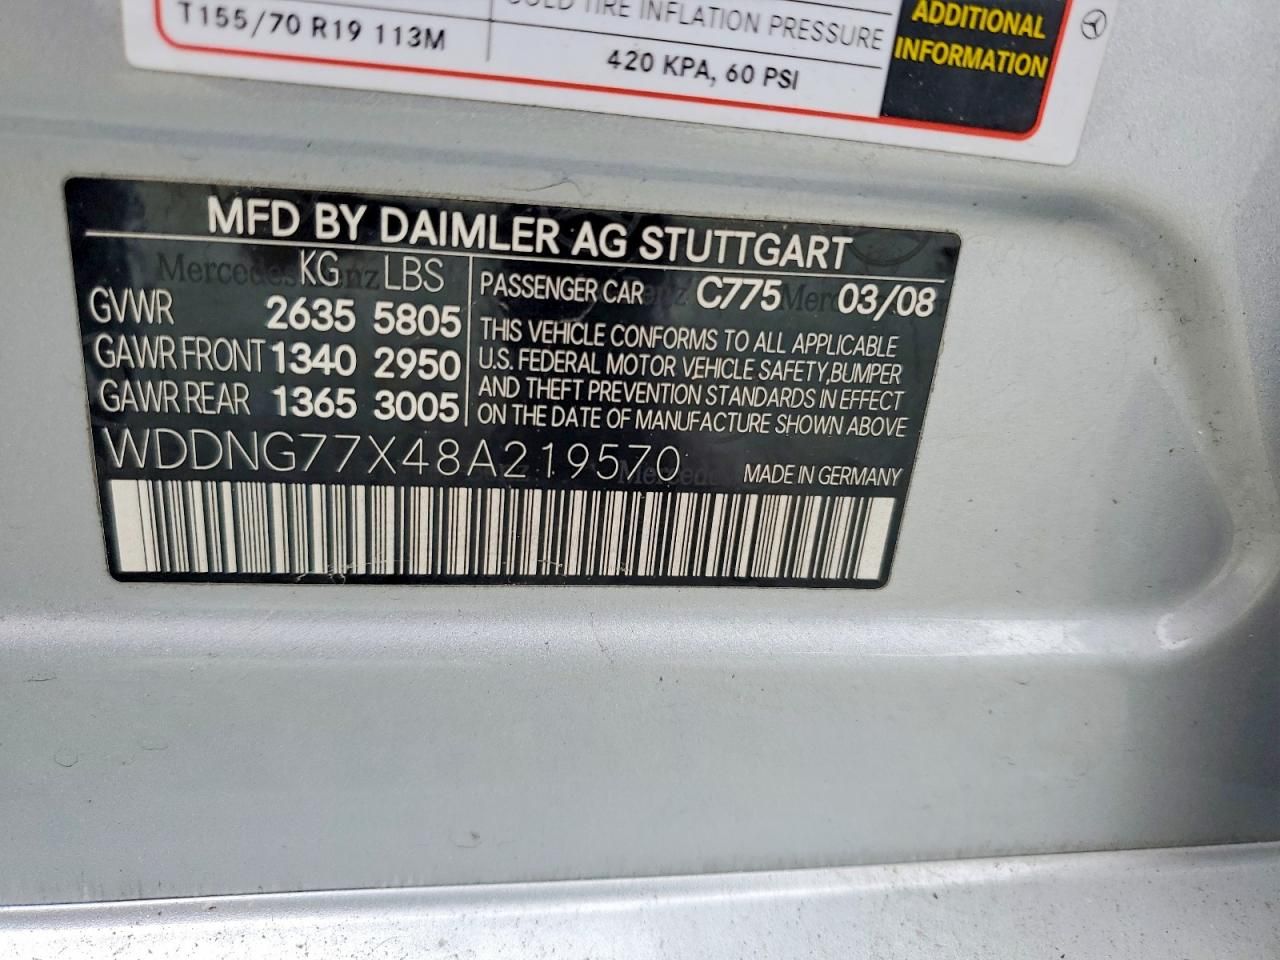 T155/70 R19 113M
COLD TIRE INFLATION PRESSURE
420 KPA, 60 PSI
ADDITIONAL
INFORMATION
MFD BY DAIMLER AG STUTTGART
KG LBS
GVWR 2635 5805
GAWR FRONT 1340 2950
GAWR REAR 1365 3005
PASSENGER CAR C775 03/08
THIS VEHICLE CONFORMS TO ALL APPLICABLE
U.S. FEDERAL MOTOR VEHICLE SAFETY, BUMPER
AND THEFT PREVENTION STANDARDS IN EFFECT
ON THE DATE OF MANUFACTURE SHOWN ABOVE
WDDNG77X48A219570
MADE IN GERMANY